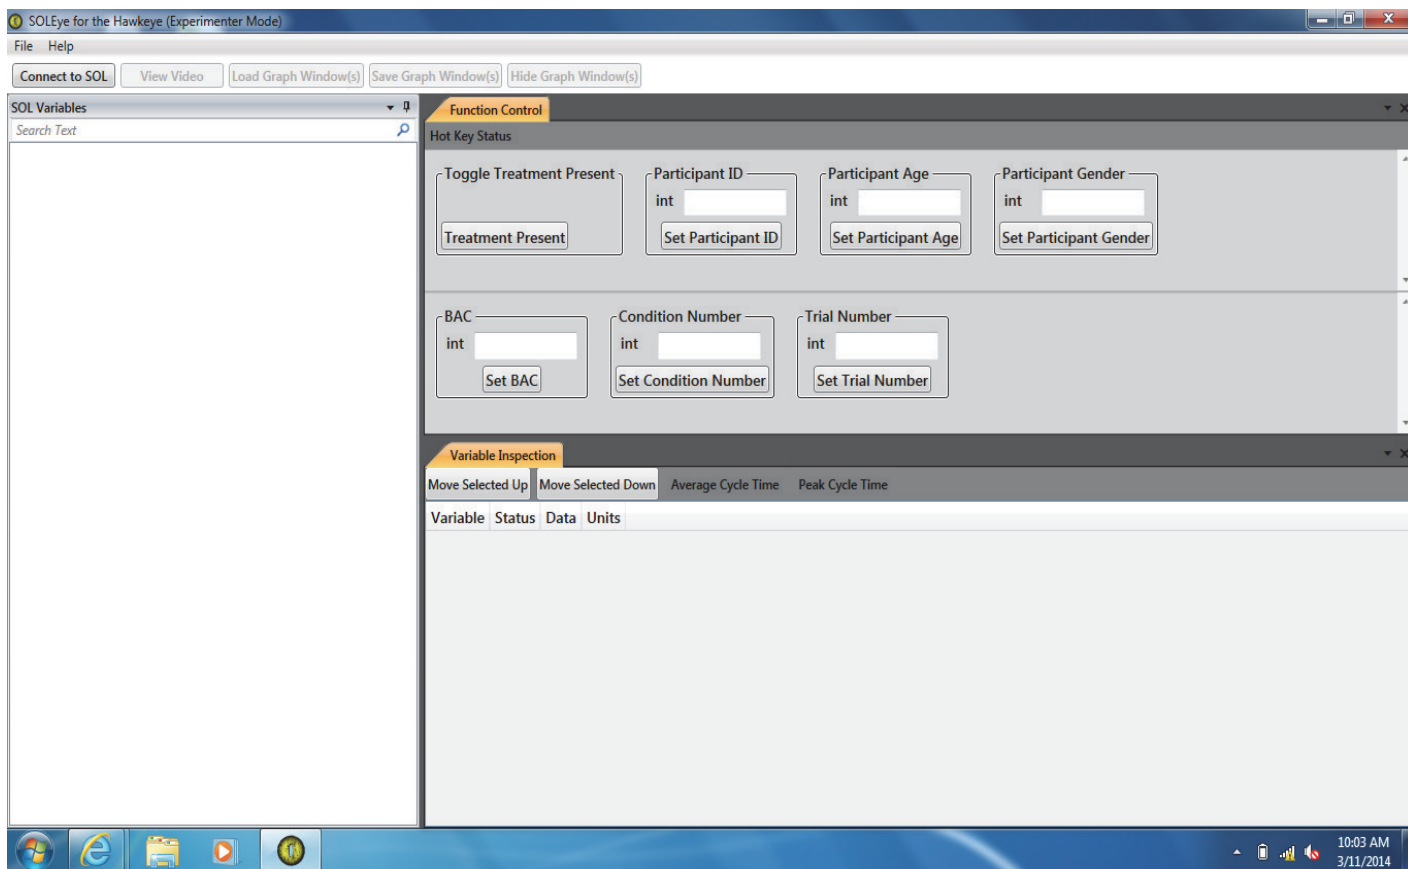 SOLEye for the Hawkeye (Experimenter Mode)
File Help
Connect to SOL View Video Load Graph Window(s) Save Graph Window(s) Hide Graph Window(s)
SOL Variables
Search Text
Function Control
Hot Key Status
Toggle Treatment Present Participant ID Participant Age Participant Gender
int int int
Treatment Present Set Participant ID Set Participant Age Set Participant Gender
BAC Condition Number Trial Number
int int int
Set BAC Set Condition Number Set Trial Number
Variable Inspection
Move Selected Up Move Selected Down Average Cycle Time Peak Cycle Time
Variable Status Data Units
10:03 AM
3/11/2014